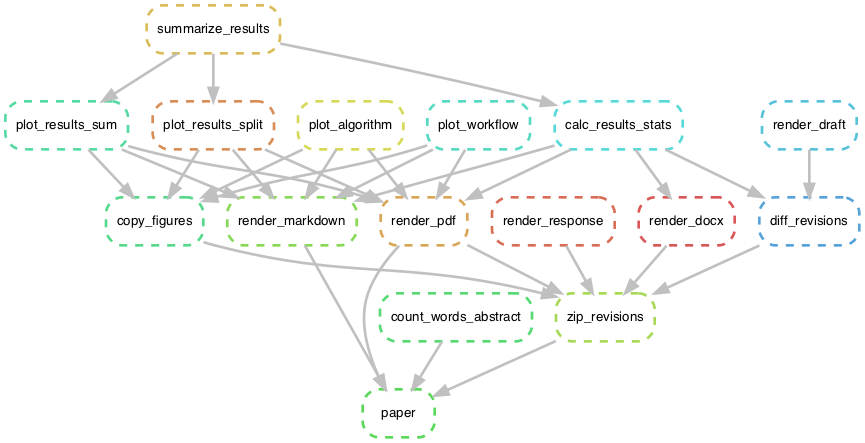 summarize_results
plot_results_sum
plot_results_split
plot_algorithm
plot_workflow
calc_results_stats
render_draft
copy_figures
render_markdown
render_pdf
render_response
render_docx
diff_revisions
count_words_abstract
zip_revisions
paper